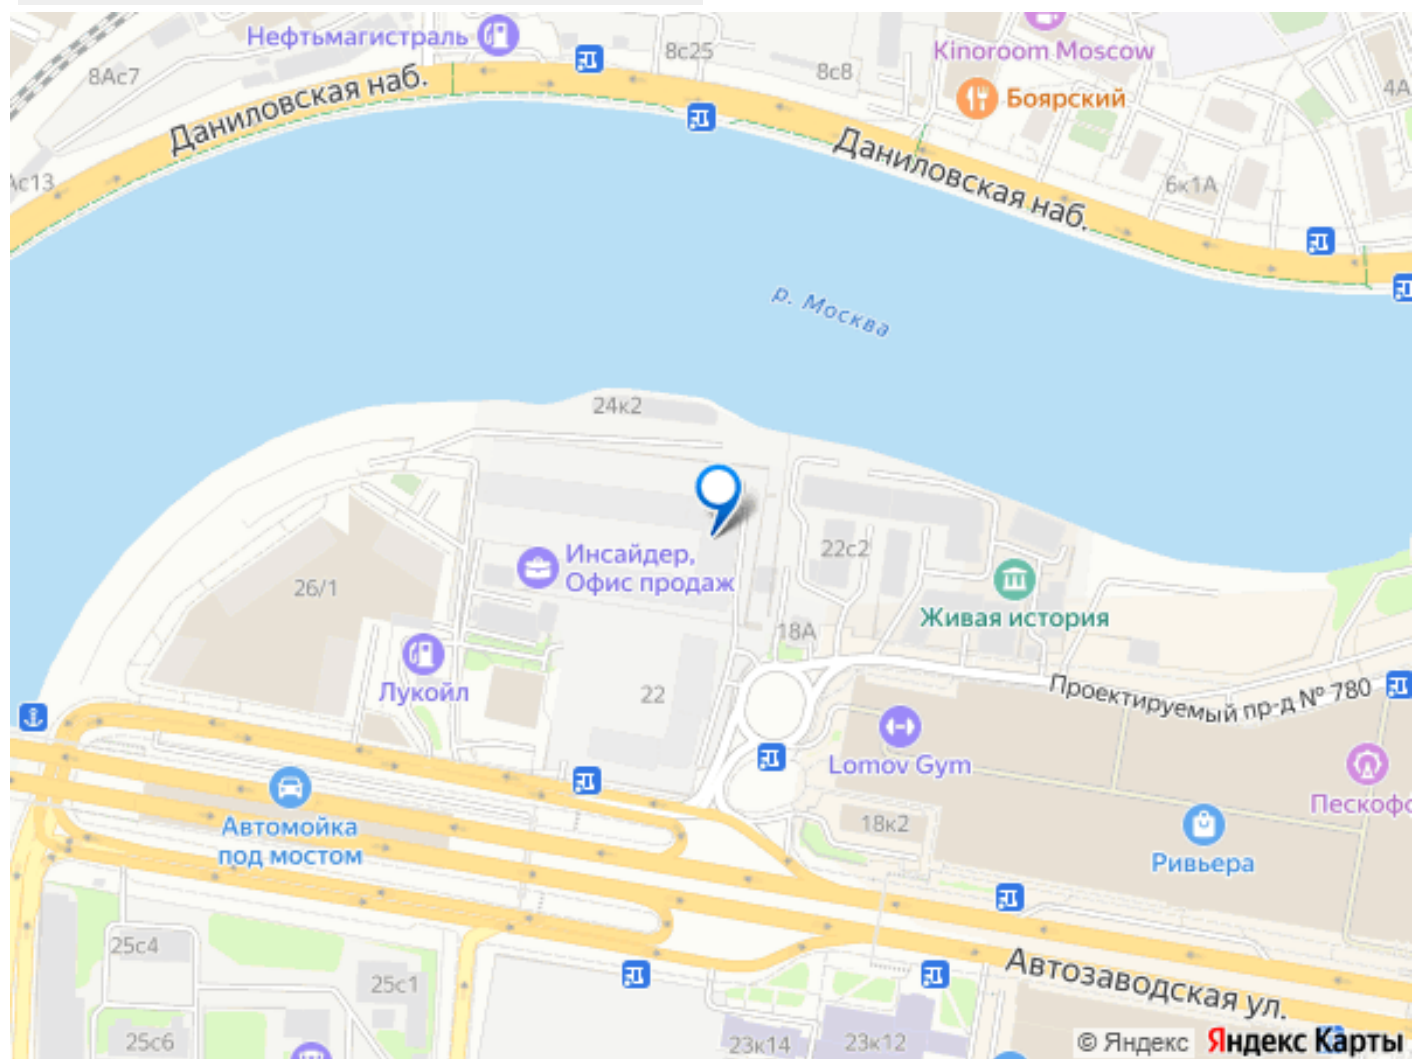 Нефтьмагистраль
8с25
Kinoroom Moscow
8Ас7
8с8
4А
Боярский
Даниловская наб.
Даниловская наб.
6к1А
Ас13
р. Москва
24к2
Инсайдер,
Офис продаж
22с2
26/1
Живая история
18А
Лукойл
22
Проектируемый пр-д № 780
Lomov Gym
Пескофо
Автомойка
под мостом
18к2
Ривьера
25с4
25с1
Автозаводская ул.
25с6
23к14
23к12
© Яндекс Яндекс Карты